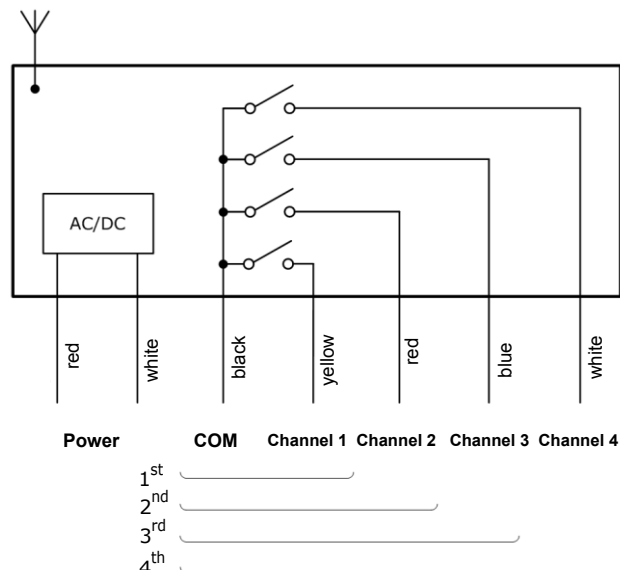 AC/DC
red
white
black
yellow
red
blue
white
Power COM Channel 1 Channel 2 Channel 3 Channel 4
1st
2nd
3rd
4th